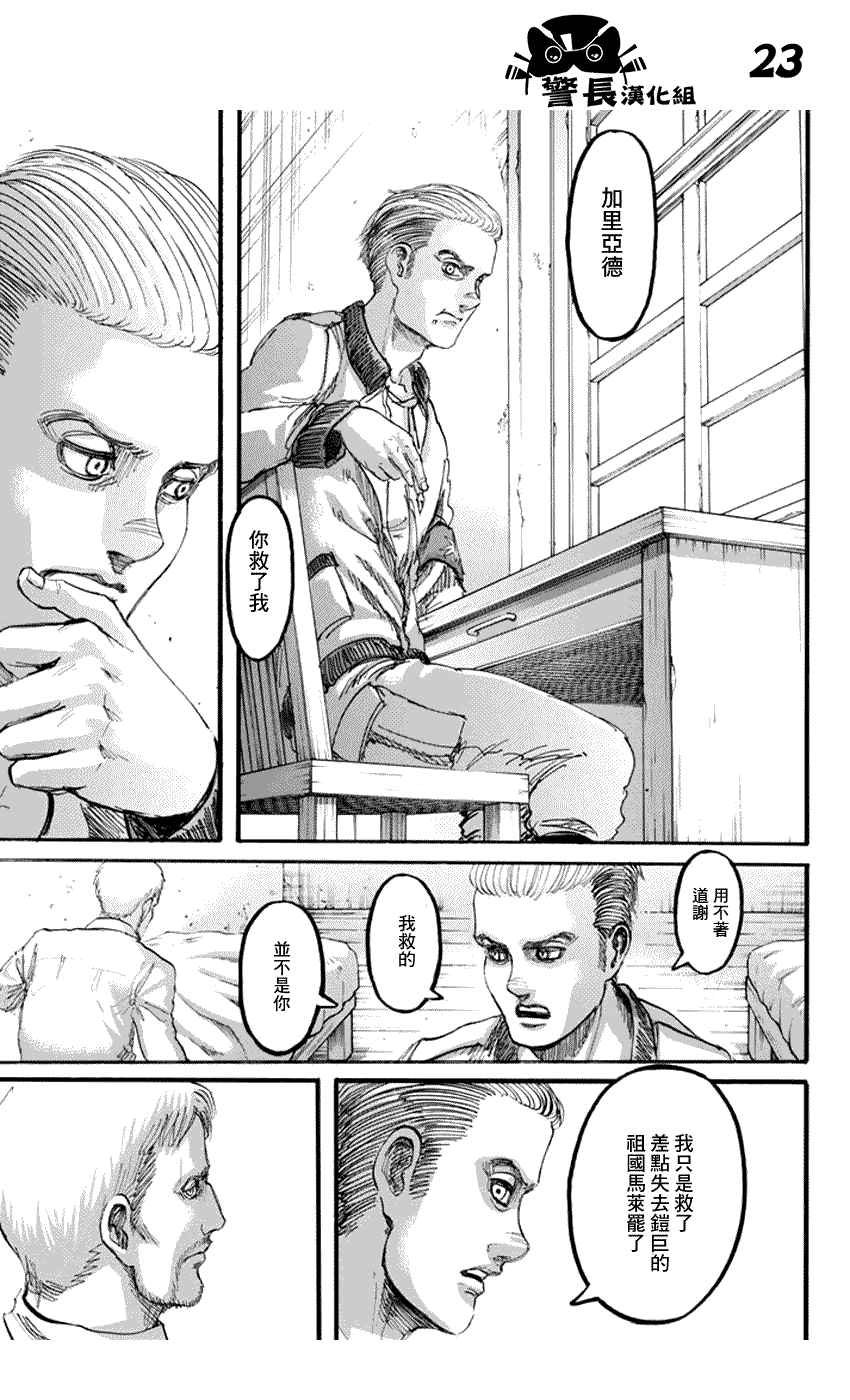 警長漢化組
23
加里亞德
你救了我
用不著
道謝
我救的
並不是你
我只是救了
差點失去鎧巨的
祖國馬萊罷了